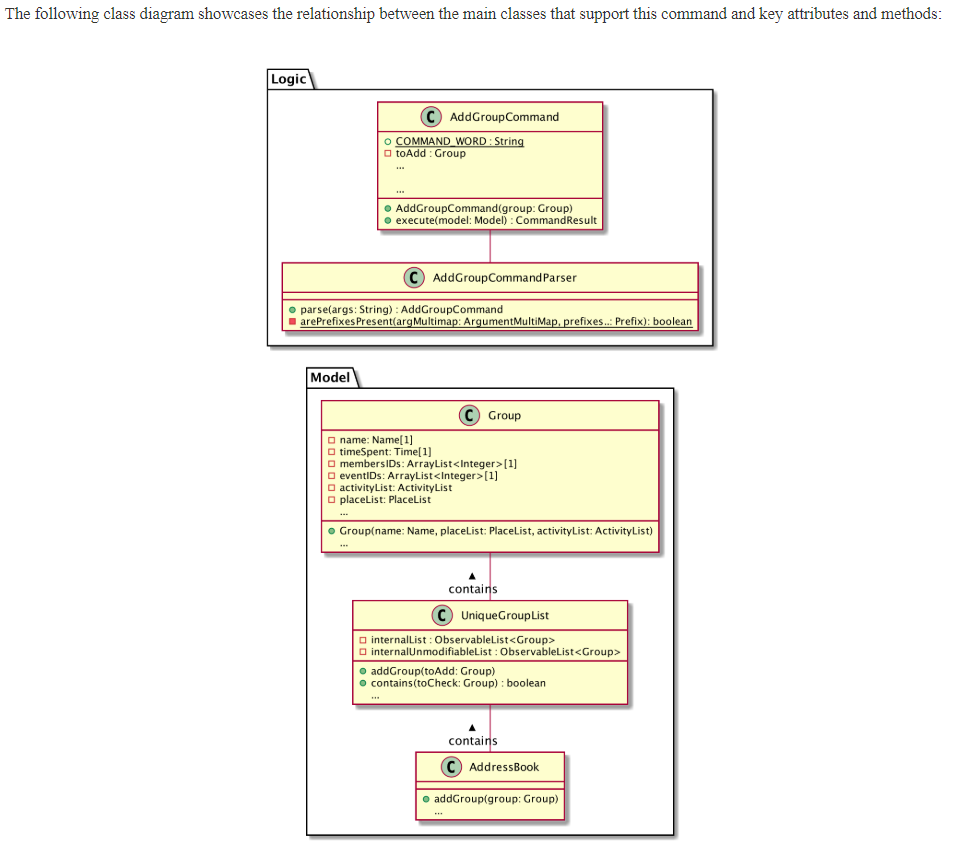 The following class diagram showcases the relationship between the main classes that support this command and key attributes and methods:
Logic
C AddGroupCommand
COMMAND_WORD : String
toAdd : Group
...
...
AddGroupCommand(group: Group)
execute(model: Model) : CommandResult
C AddGroupCommandParser
parse(args: String) : AddGroupCommand
arePrefixesPresent(argMultimap: ArgumentMultiMap, prefixes..: Prefix): boolean
Model
C Group
name: Name[1]
timeSpent: Time[1]
membersIDs: ArrayList<Integer>[1]
eventIDs: ArrayList<Integer>[1]
activityList: ActivityList
placeList: PlaceList
...
Group(name: Name, placeList: PlaceList, activityList: ActivityList)
...
contains
C UniqueGroupList
internalList : ObservableList<Group>
internalUnmodifiableList : ObservableList<Group>
addGroup(toAdd: Group)
contains(toCheck: Group) : boolean
...
contains
C AddressBook
addGroup(group: Group)
...